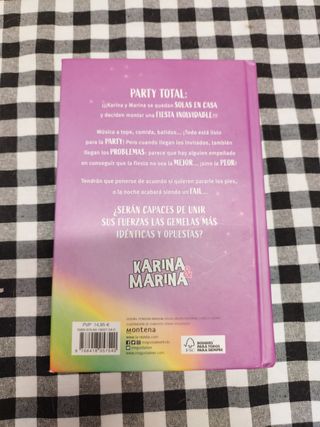 PARTY TOTAL:
¡¡¡Karina y Marina se quedan SOLAS EN CASA
y deciden montar una FIESTA INOLVIDABLE!!!
Música a tope, comida, batidos... ¡Todo está listo
para la PARTY! Pero cuando llegan los invitados, también
llegan los PROBLEMAS: parece que hay alguien empeñado
en conseguir que la fiesta no sea la MEJOR... ¡sino la PEOR!
Tendrán que ponerse de acuerdo si quieren pararle los pies,
o la noche acabará siendo un FAIL...
¿SERÁN CAPACES DE UNIR
SUS FUERZAS LAS GEMELAS MÁS
IDÉNTICAS Y OPUESTAS?
KARINA
& MARINA
montena
PVP 14,95 €
FSC